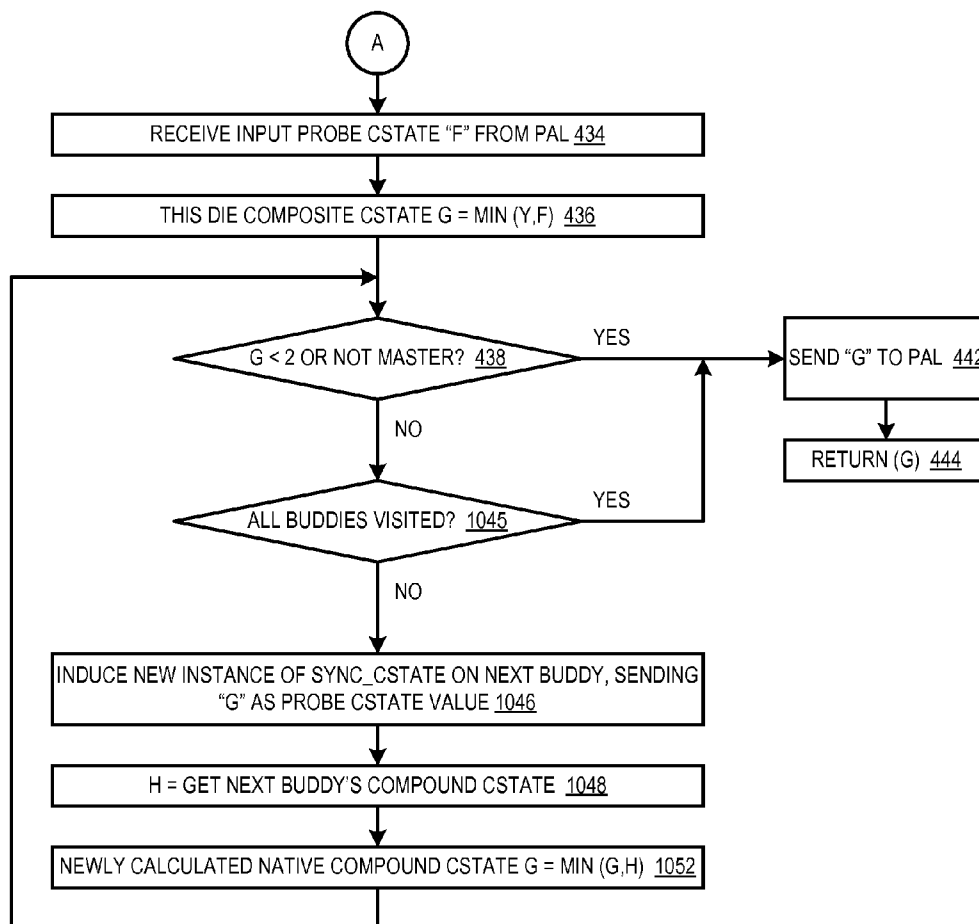 A
RECEIVE INPUT PROBE CSTATE "F" FROM PAL 434
THIS DIE COMPOSITE CSTATE G = MIN (Y,F) 436
G < 2 OR NOT MASTER? 438
YES
SEND "G" TO PAL 442
NO
RETURN (G) 444
ALL BUDDIES VISITED? 1045
YES
NO
INDUCE NEW INSTANCE OF SYNC_CSTATE ON NEXT BUDDY, SENDING
"G" AS PROBE CSTATE VALUE 1046
H = GET NEXT BUDDY'S COMPOUND CSTATE 1048
NEWLY CALCULATED NATIVE COMPOUND CSTATE G = MIN (G,H) 1052